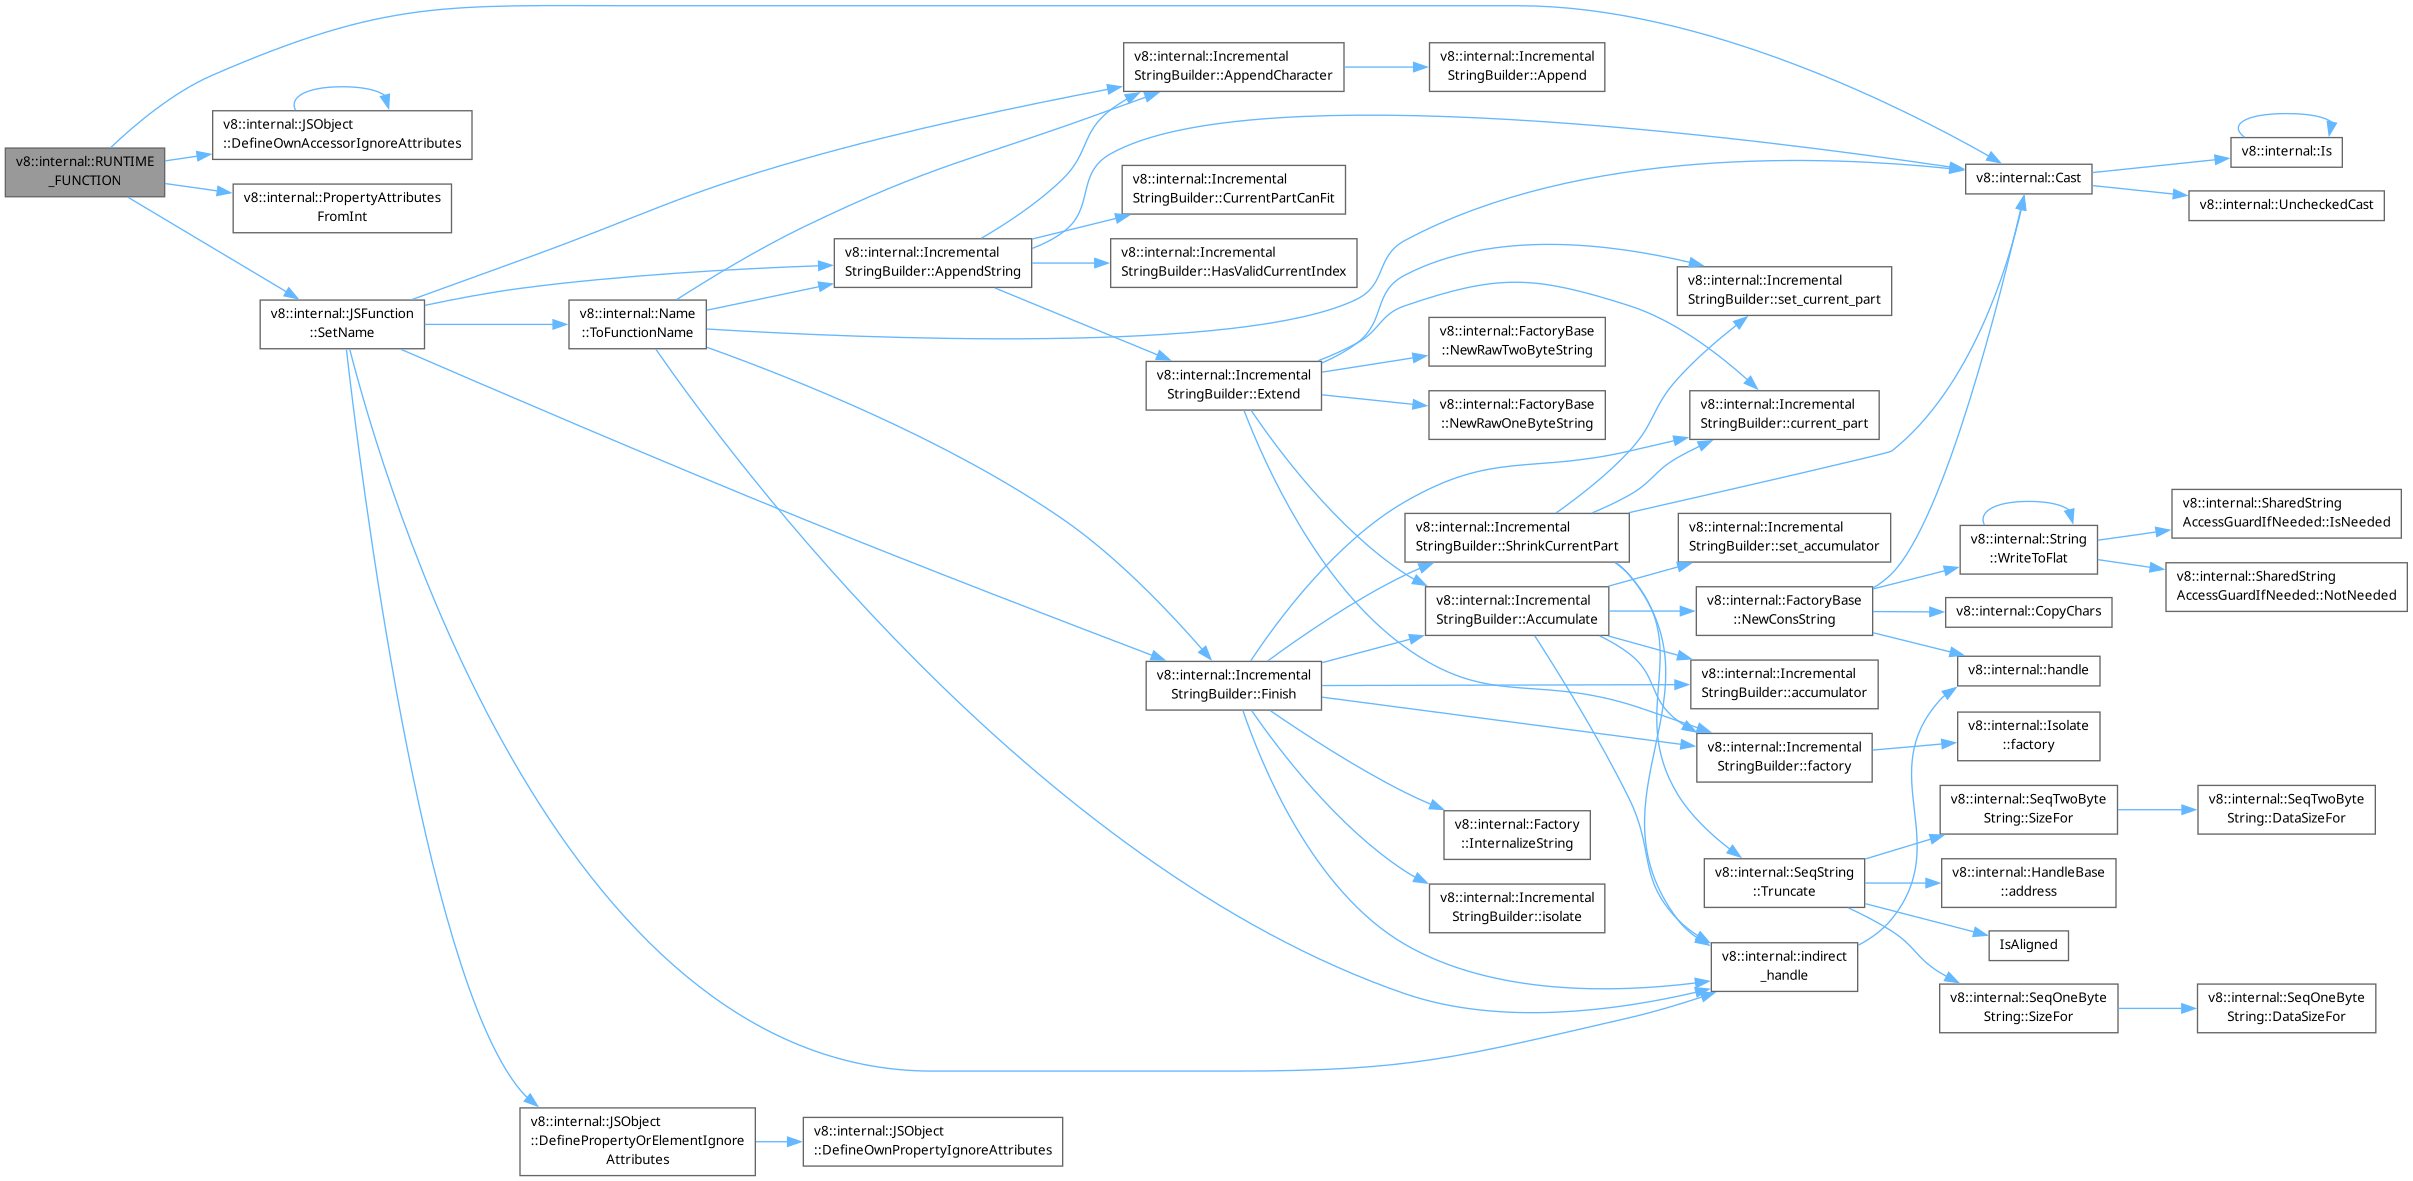 v8::internal::RUNTIME
_FUNCTION
v8::internal::JSObject
::DefineOwnAccessorIgnoreAttributes
v8::internal::PropertyAttributes
FromInt
v8::internal::JSFunction
::SetName
v8::internal::JSObject
::DefinePropertyOrElementIgnore
Attributes
v8::internal::Name
::ToFunctionName
v8::internal::JSObject
::DefineOwnPropertyIgnoreAttributes
v8::internal::Incremental
StringBuilder::AppendString
v8::internal::Incremental
StringBuilder::AppendCharacter
v8::internal::Incremental
StringBuilder::CurrentPartCanFit
v8::internal::Incremental
StringBuilder::HasValidCurrentIndex
v8::internal::Incremental
StringBuilder::Extend
v8::internal::Incremental
StringBuilder::Finish
v8::internal::Incremental
StringBuilder::Append
v8::internal::FactoryBase
::NewRawTwoByteString
v8::internal::FactoryBase
::NewRawOneByteString
v8::internal::Incremental
StringBuilder::ShrinkCurrentPart
v8::internal::Incremental
StringBuilder::Accumulate
v8::internal::Factory
::InternalizeString
v8::internal::Incremental
StringBuilder::isolate
v8::internal::Incremental
StringBuilder::set_current_part
v8::internal::Incremental
StringBuilder::current_part
v8::internal::Incremental
StringBuilder::set_accumulator
v8::internal::FactoryBase
::NewConsString
v8::internal::Incremental
StringBuilder::accumulator
v8::internal::Incremental
StringBuilder::factory
v8::internal::SeqString
::Truncate
v8::internal::indirect
_handle
v8::internal::Cast
v8::internal::String
::WriteToFlat
v8::internal::CopyChars
v8::internal::handle
v8::internal::Isolate
::factory
v8::internal::SeqTwoByte
String::SizeFor
v8::internal::HandleBase
::address
IsAligned
v8::internal::SeqOneByte
String::SizeFor
v8::internal::Is
v8::internal::UncheckedCast
v8::internal::SharedString
AccessGuardIfNeeded::IsNeeded
v8::internal::SharedString
AccessGuardIfNeeded::NotNeeded
v8::internal::SeqTwoByte
String::DataSizeFor
v8::internal::SeqOneByte
String::DataSizeFor